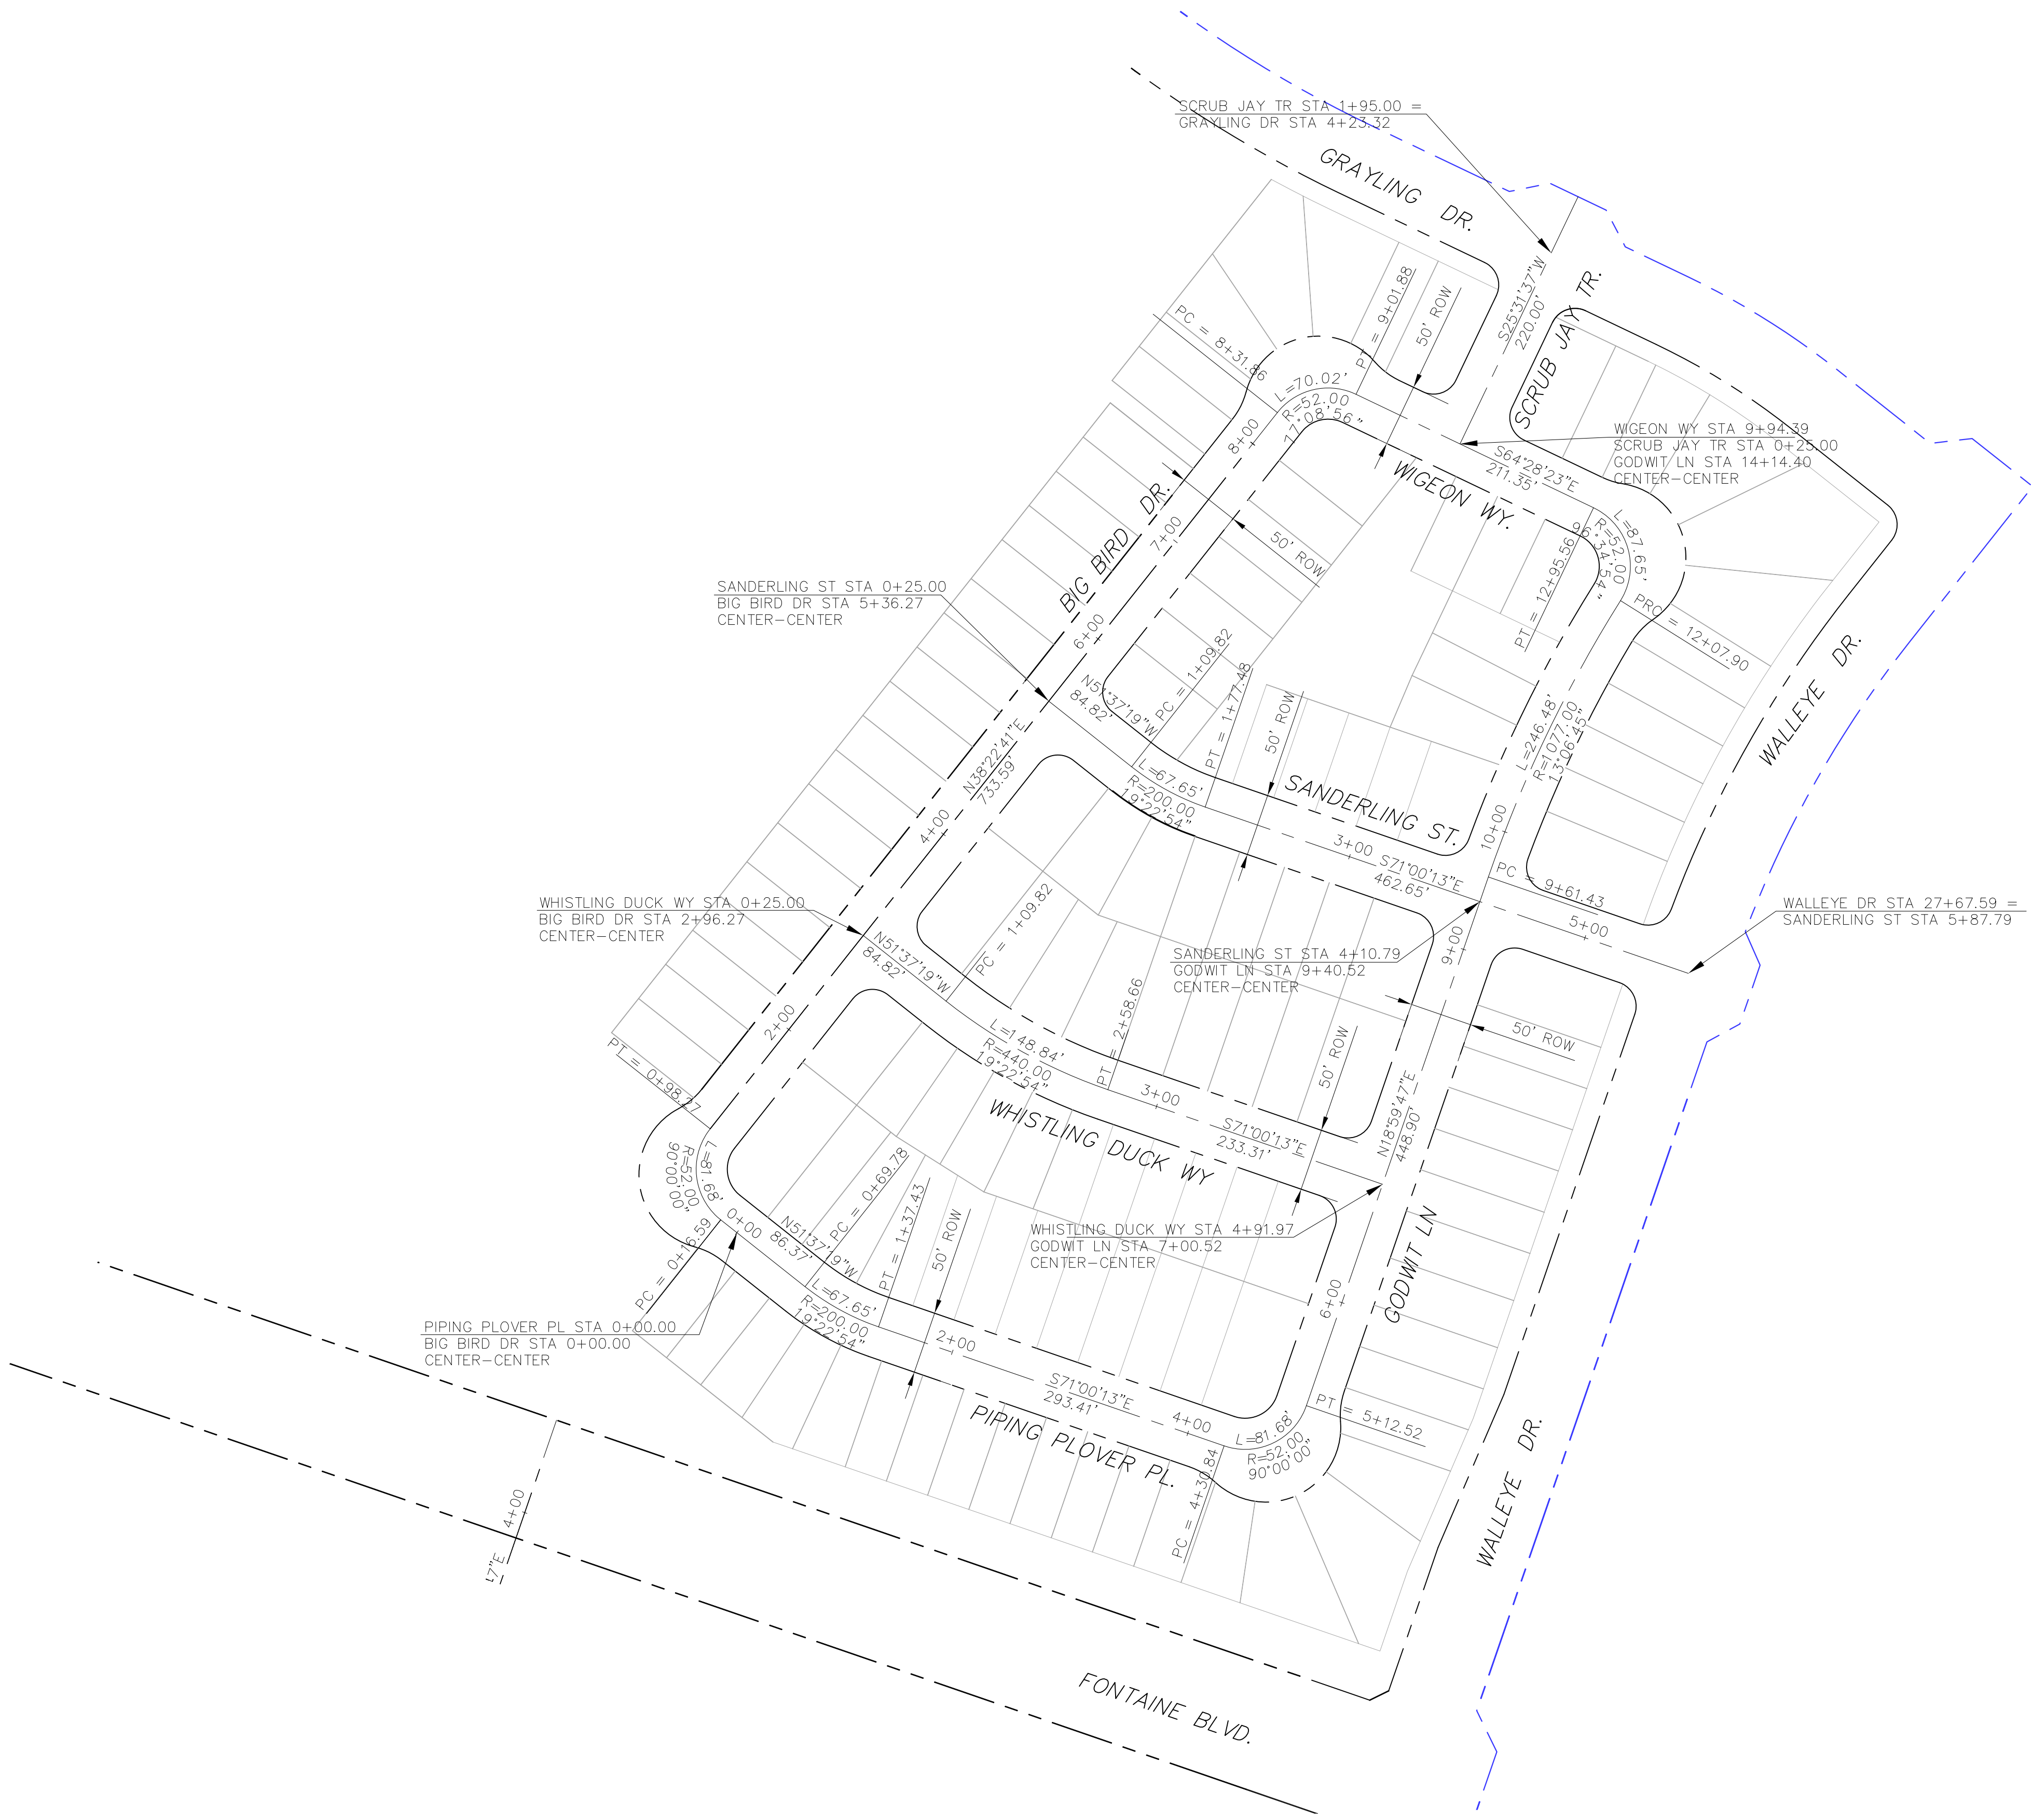 SCRUB JAY TR STA 1+95.00 =
GRAYLING DR STA 4+23.32
GRAYLING DR.
S25°31'37"W
220.00'
SCRUB JAY TR.
PC = 8+31.86
PT = 9+01.88
50' ROW
L=70.02'
R=52.00
77°08'56"
8+00
WIGEON WY STA 9+94.39
SCRUB JAY TR STA 0+25.00
GODWIT LN STA 14+14.40
CENTER-CENTER
S64°28'23"E
211.35'
WIGEON WY.
L=87.65'
R=52.00
96°34'54"
PT = 12+95.56
PRC = 12+07.90
BIG BIRD DR.
7+00
50' ROW
SANDERLING ST STA 0+25.00
BIG BIRD DR STA 5+36.27
CENTER-CENTER
6+00
N51°37'19"W
84.82'
PC = 1+09.82
PT = 1+77.48
50' ROW
L=246.48'
R=1077.00'
13°06'45"
WALLEYE DR.
N38°22'41"E
733.59'
L=67.65'
R=200.00
19°22'54"
SANDERLING ST.
3+00
S71°00'13"E
462.65'
10+00
4+00
PC = 9+61.43
5+00
WALLEYE DR STA 27+67.59 =
SANDERLING ST STA 5+87.79
WHISTLING DUCK WY STA 0+25.00
BIG BIRD DR STA 2+96.27
CENTER-CENTER
N51°37'19"W
84.82'
PC = 1+09.82
SANDERLING ST STA 4+10.79
GODWIT LN STA 9+40.52
CENTER-CENTER
9+00
50' ROW
2+00
L=148.84'
R=440.00
19°22'54"
PT = 2+58.66
3+00
50' ROW
PT = 0+98.27
WHISTLING DUCK WY
S71°00'13"E
233.31'
N18°59'47"E
448.90'
L=81.68'
R=52.00
90°00'00"
0+00
PC = 0+16.59
N51°37'19"W
86.37'
PC = 0+69.78
PT = 1+37.43
50' ROW
WHISTLING DUCK WY STA 4+91.97
GODWIT LN STA 7+00.52
CENTER-CENTER
GODWIT LN
6+00
PIPING PLOVER PL STA 0+00.00
BIG BIRD DR STA 0+00.00
CENTER-CENTER
L=67.65'
R=200.00
19°22'54"
2+00
S71°00'13"E
293.41'
4+00
PIPING PLOVER PL.
L=81.68'
R=52.00
90°00'00"
PT = 5+12.52
PC = 4+30.84
WALLEYE DR.
4+00
47"E
FONTAINE BLVD.